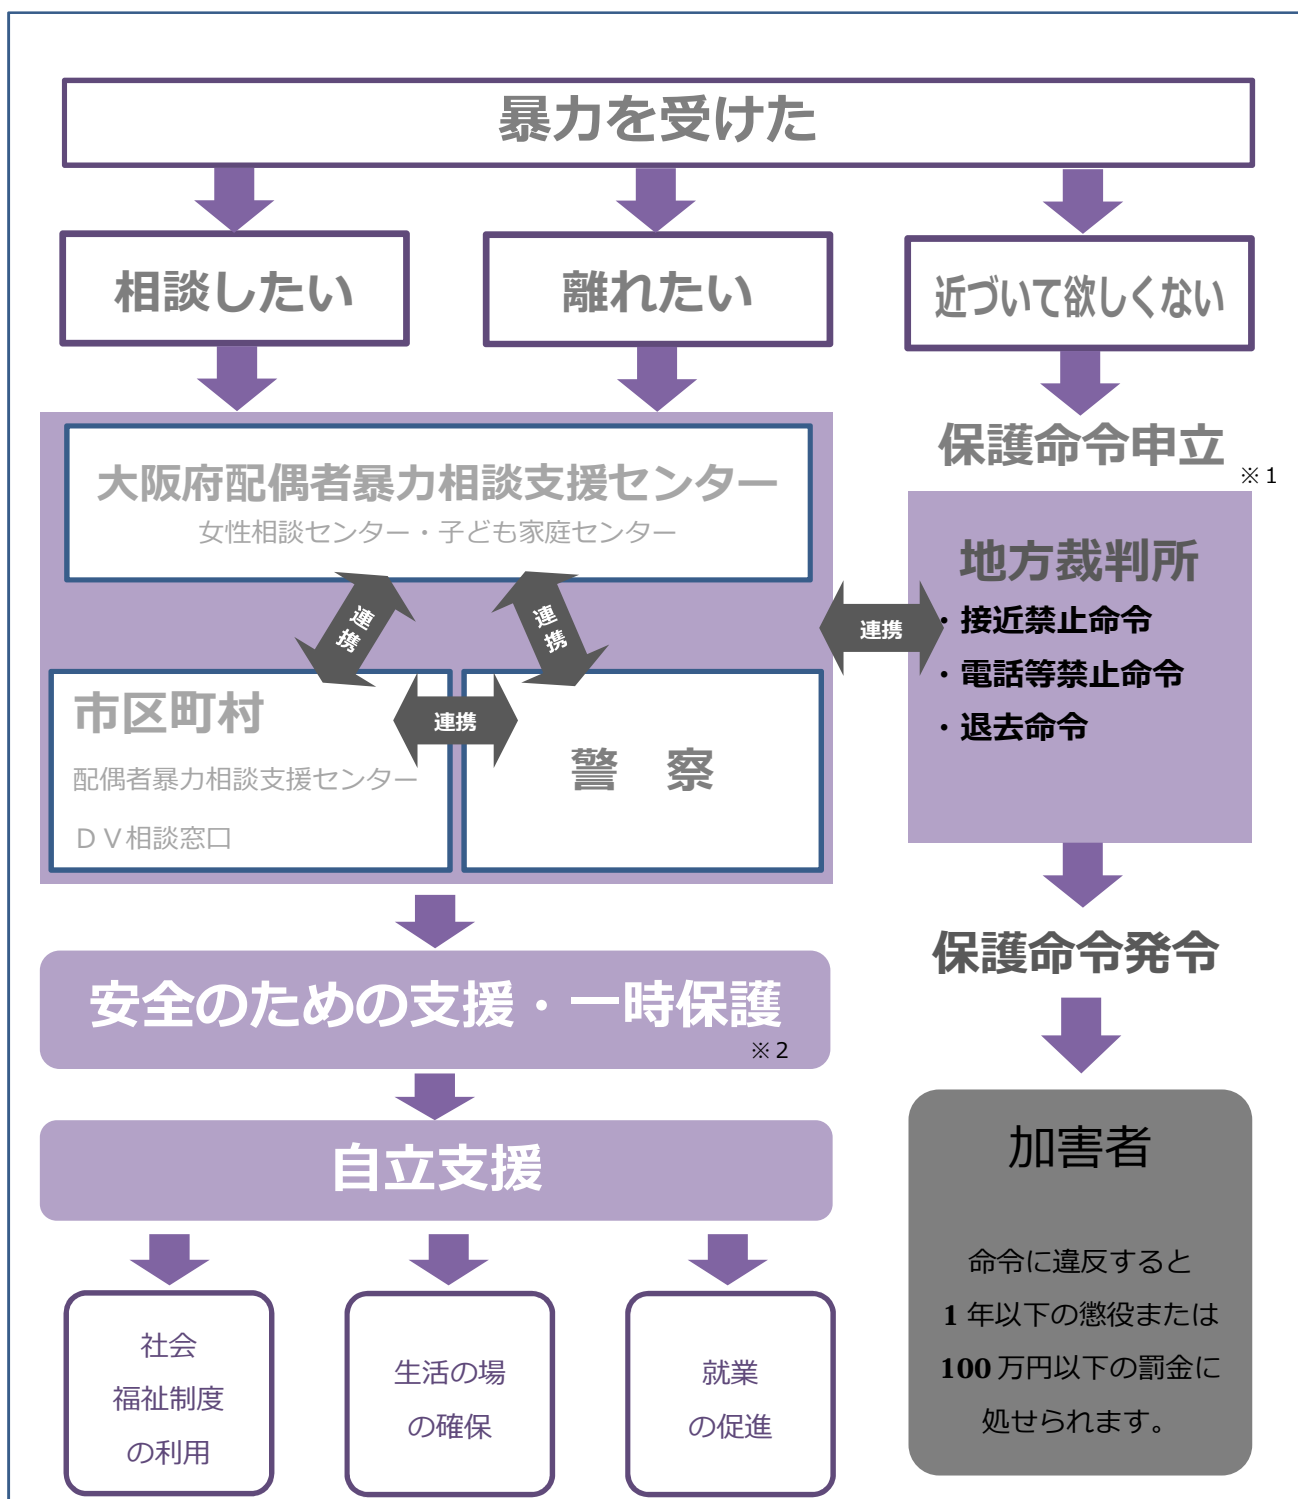 暴力を受けた
相談したい
離れたい
近づいて欲しくない
大阪府配偶者暴力相談支援センター
女性相談センター・子ども家庭センター
連携
連携
市区町村
配偶者暴力相談支援センター
ＤＶ相談窓口
連携
警　察
連携
保護命令申立
※１
地方裁判所
・接近禁止命令
・電話等禁止命令
・退去命令
保護命令発令
安全のための支援・一時保護
※２
自立支援
社会
福祉制度
の利用
生活の場
の確保
就業
の促進
加害者
命令に違反すると
1 年以下の懲役または
100 万円以下の罰金に
処せられます。